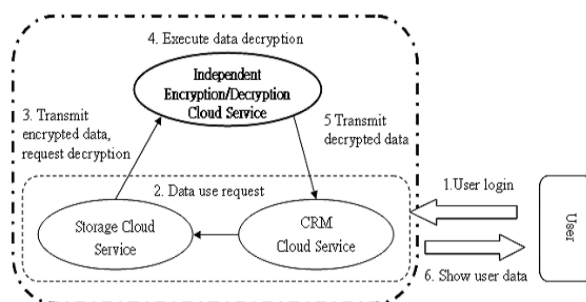 4. Execute data decryption
Independent
Encryption/Decryption
Cloud Service
3. Transmit
encrypted data,
request decryption
5 Transmit
decrypted data
2. Data use request
1.User login
Storage Cloud
Service
CRM
Cloud Service
User
6. Show user data